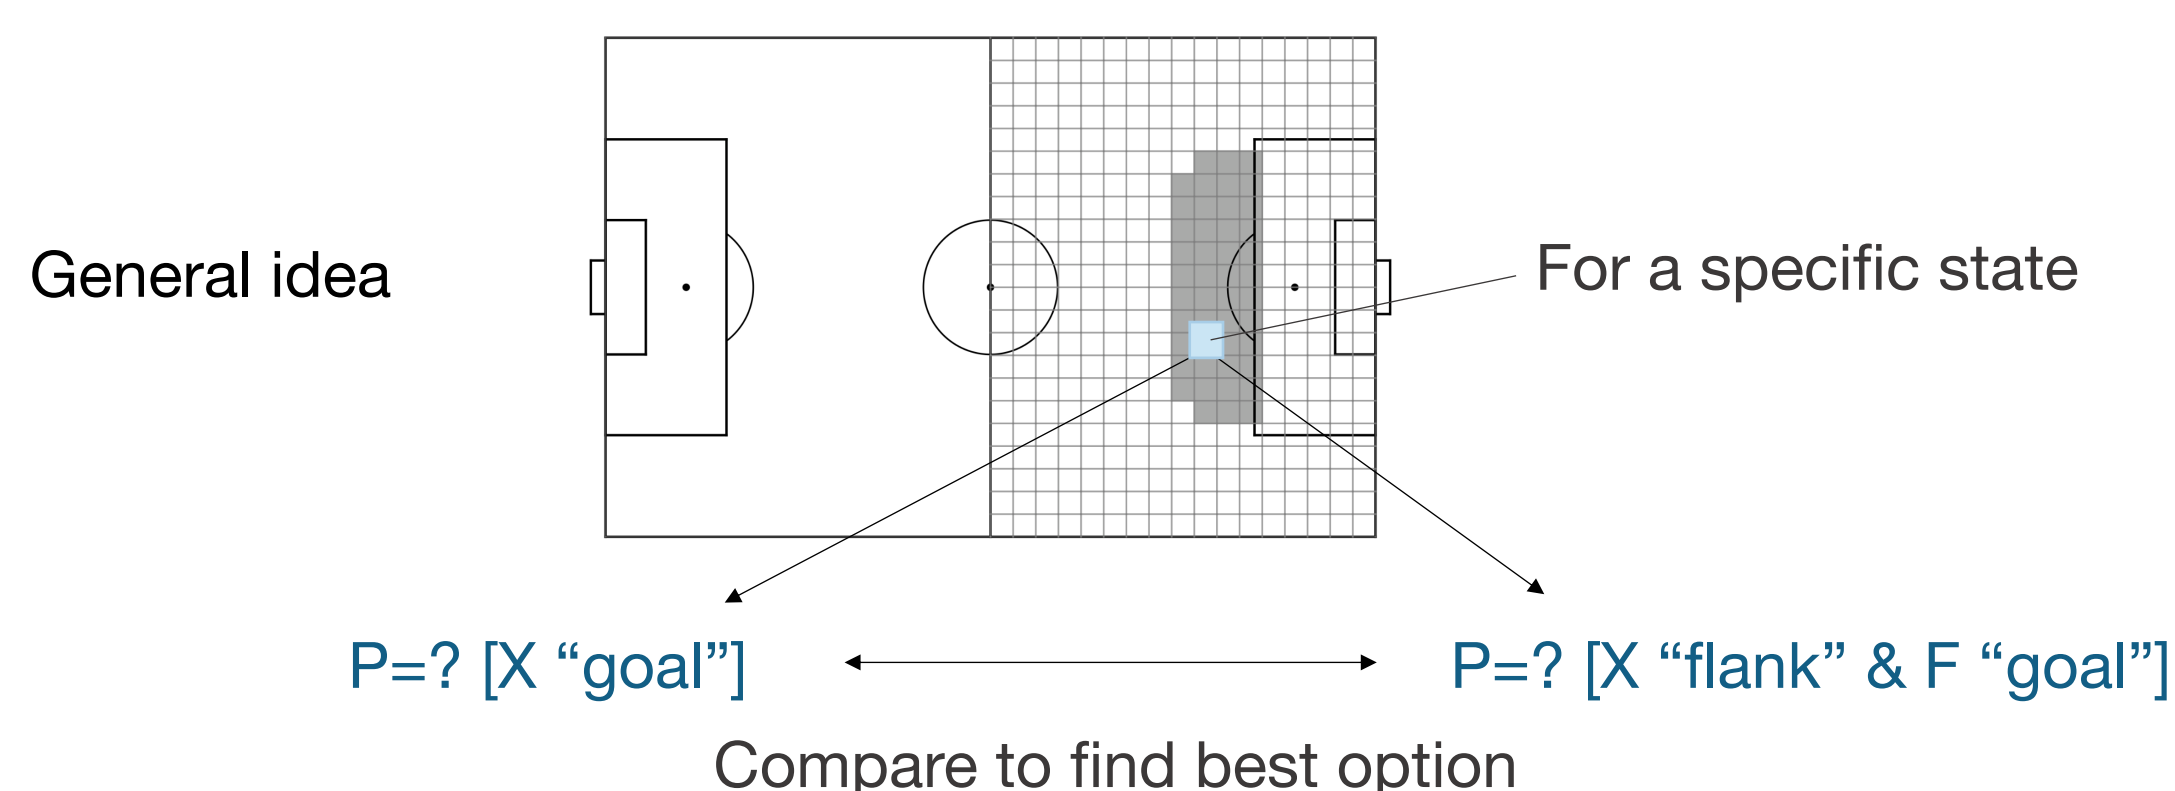 General idea
For a specific state
P=? [X “goal”]
P=? [X “flank” & F “goal”]
Compare to find best option